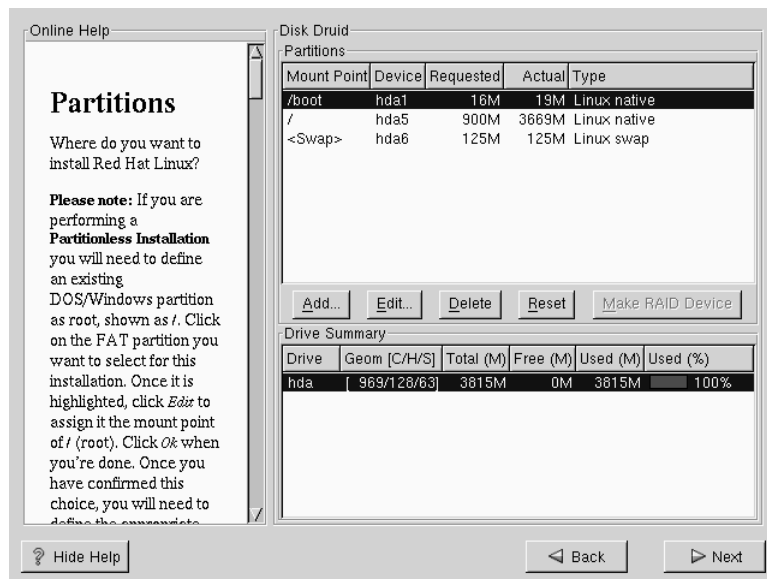 Online Help
Partitions
Where do you want to
install Red Hat Linux?
Please note: If you are
performing a
Partitionless Installation
you will need to define
an existing
DOS/Windows partition
as root, shown as /. Click
on the FAT partition you
want to select for this
installation. Once it is
highlighted, click Edit to
assign it the mount point
of / (root). Click Ok when
you're done. Once you
have confirmed this
choice, you will need to
define the appropriate
Disk Druid
Partitions
Mount Point Device Requested Actual Type
/boot hda1 16M 19M Linux native
/ hda5 900M 3669M Linux native
<Swap> hda6 125M 125M Linux swap
Add... Edit... Delete Reset Make RAID Device
Drive Summary
Drive Geom [C/H/S] Total (M) Free (M) Used (M) Used (%)
hda [ 969/128/63] 3815M 0M 3815M 100%
? Hide Help Back Next